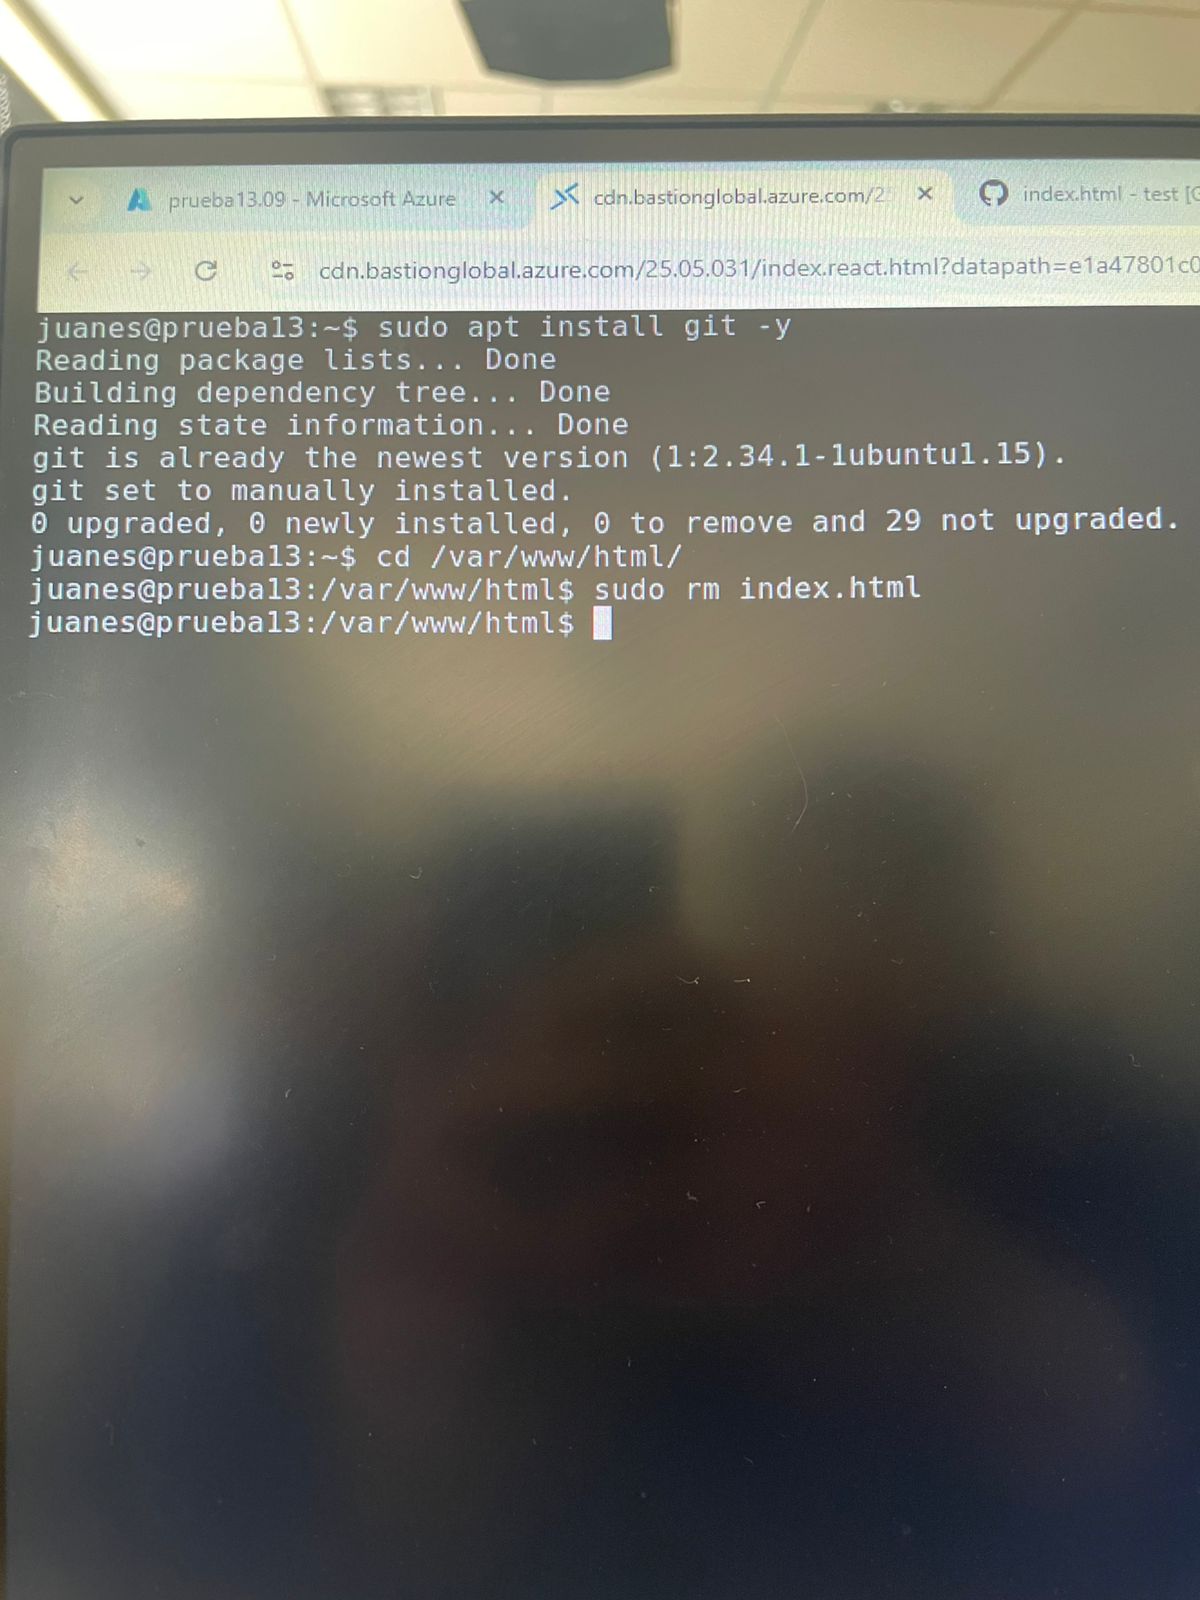 prueba13.09 - Microsoft Azure
cdn.bastionglobal.azure.com/2
index.html - test [G
cdn.bastionglobal.azure.com/25.05.031/index.react.html?datapath=e1a47801c0
juanes@prueba13:~$ sudo apt install git -y
Reading package lists... Done
Building dependency tree... Done
Reading state information... Done
git is already the newest version (1:2.34.1-1ubuntu1.15).
git set to manually installed.
0 upgraded, 0 newly installed, 0 to remove and 29 not upgraded.
juanes@prueba13:~$ cd /var/www/html/
juanes@prueba13:/var/www/html$ sudo rm index.html
juanes@prueba13:/var/www/html$